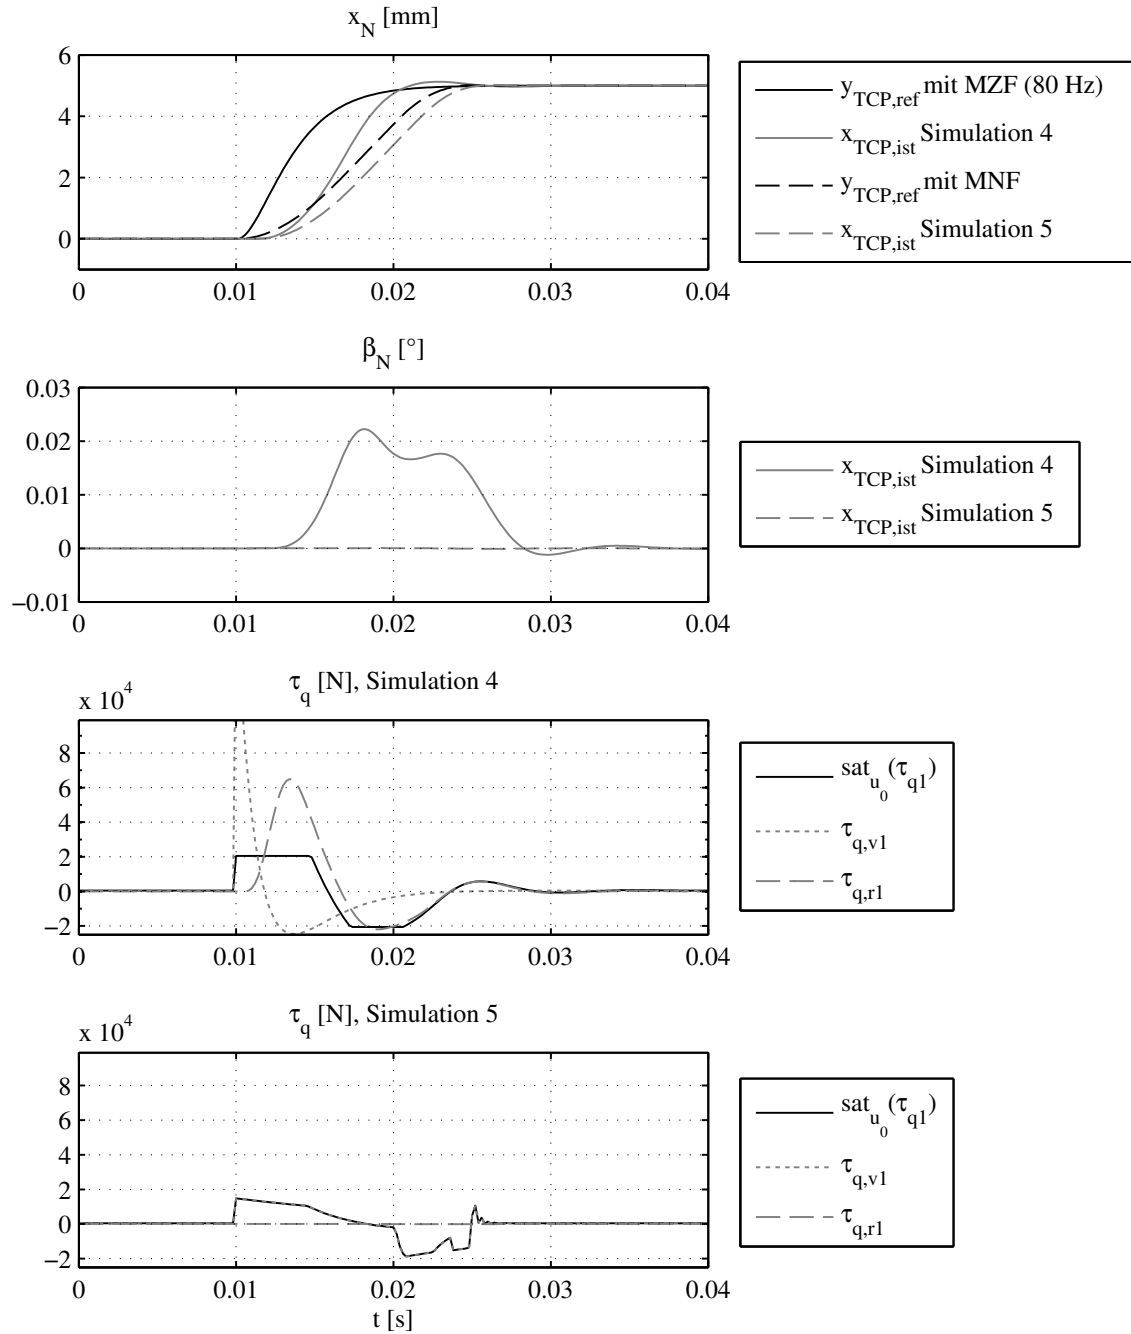 x_N [mm]
6
4
2
0
0 0.01 0.02 0.03 0.04
y_TCP,ref mit MZF (80 Hz)
x_TCP,ist Simulation 4
y_TCP,ref mit MNF
x_TCP,ist Simulation 5
β_N [°]
0.03
0.02
0.01
0
−0.01
0 0.01 0.02 0.03 0.04
x_TCP,ist Simulation 4
x_TCP,ist Simulation 5
τ_q [N], Simulation 4
x 10^4
8
6
4
2
0
−2
0 0.01 0.02 0.03 0.04
sat_u_0(τ_q1)
τ_q,v1
τ_q,r1
τ_q [N], Simulation 5
x 10^4
8
6
4
2
0
−2
0 0.01 0.02 0.03 0.04
t [s]
sat_u_0(τ_q1)
τ_q,v1
τ_q,r1